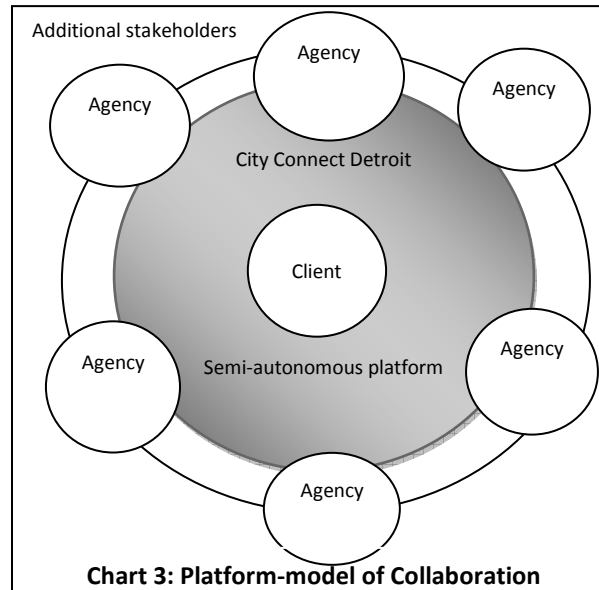 Additional stakeholders
Agency
Agency
Agency
City Connect Detroit
Client
Semi-autonomous platform
Agency
Agency
Agency
Chart 3: Platform-model of Collaboration